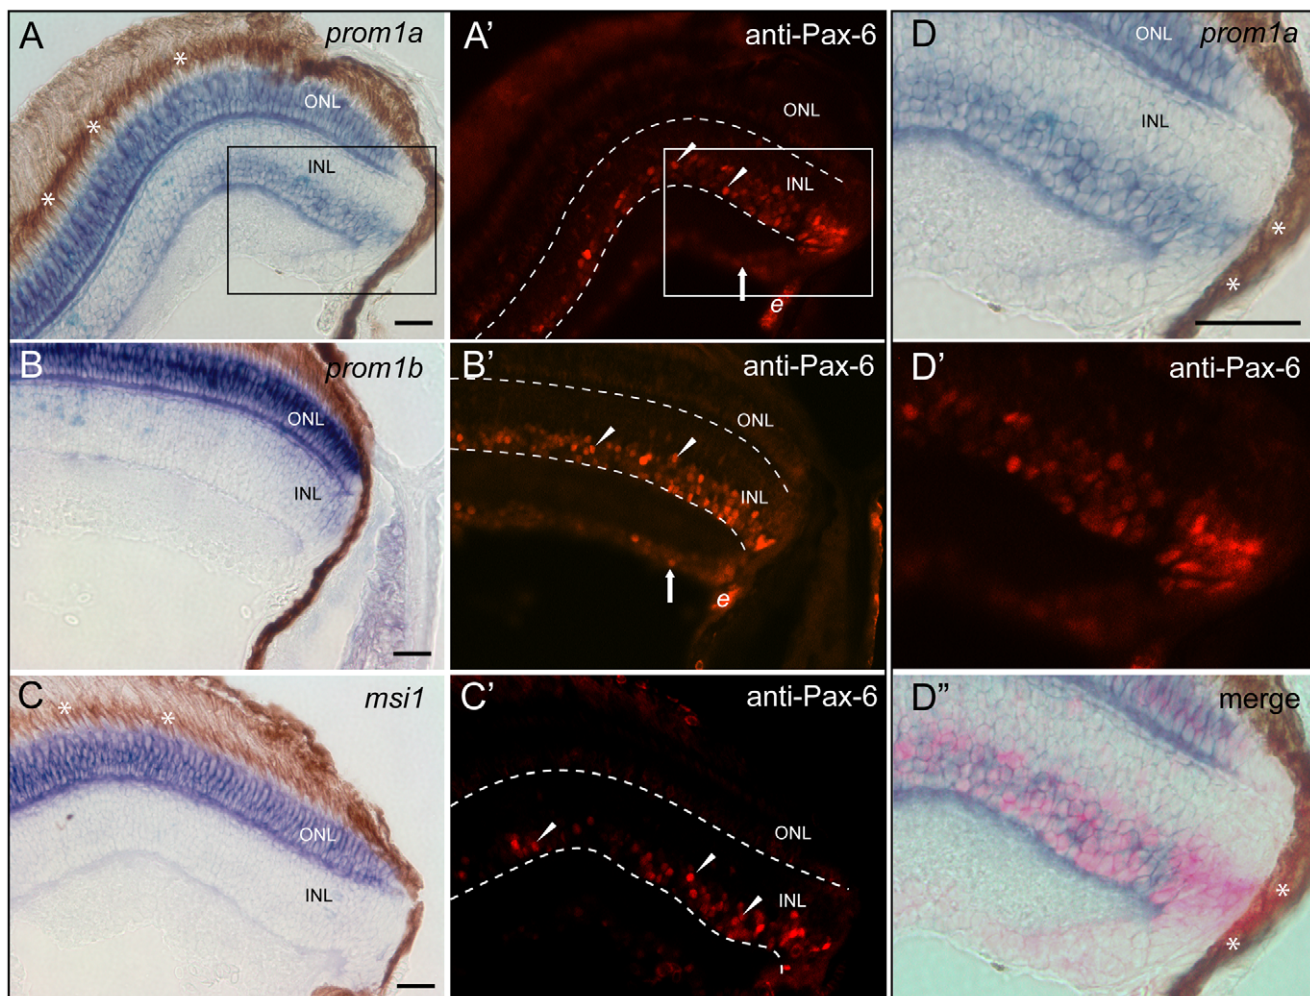 A prom1a
ONL
INL
*
*
*
A’ anti-Pax-6
ONL
INL
e
D prom1a
ONL
INL
*
*
B prom1b
ONL
INL
B’ anti-Pax-6
ONL
INL
e
D’ anti-Pax-6
C msi1
* *
ONL
INL
C’ anti-Pax-6
ONL
INL
D” merge
*
*